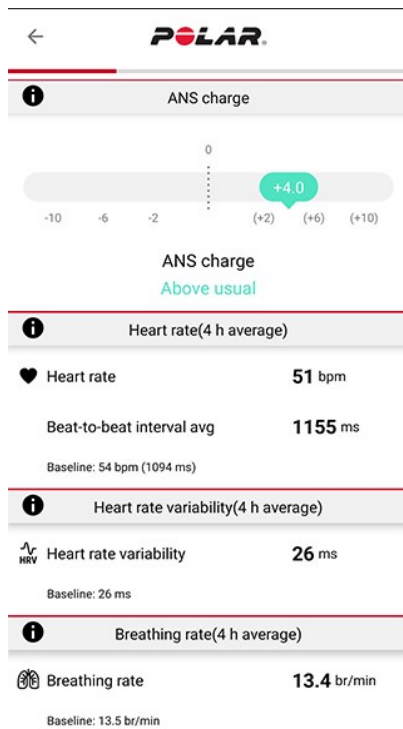 POLAR.
ANS charge
0
+4.0
-10 -6 -2 (+2) (+6) (+10)
ANS charge
Above usual
Heart rate(4 h average)
Heart rate 51 bpm
Beat-to-beat interval avg 1155 ms
Baseline: 54 bpm (1094 ms)
Heart rate variability(4 h average)
HRV Heart rate variability 26 ms
Baseline: 26 ms
Breathing rate(4 h average)
Breathing rate 13.4 br/min
Baseline: 13.5 br/min